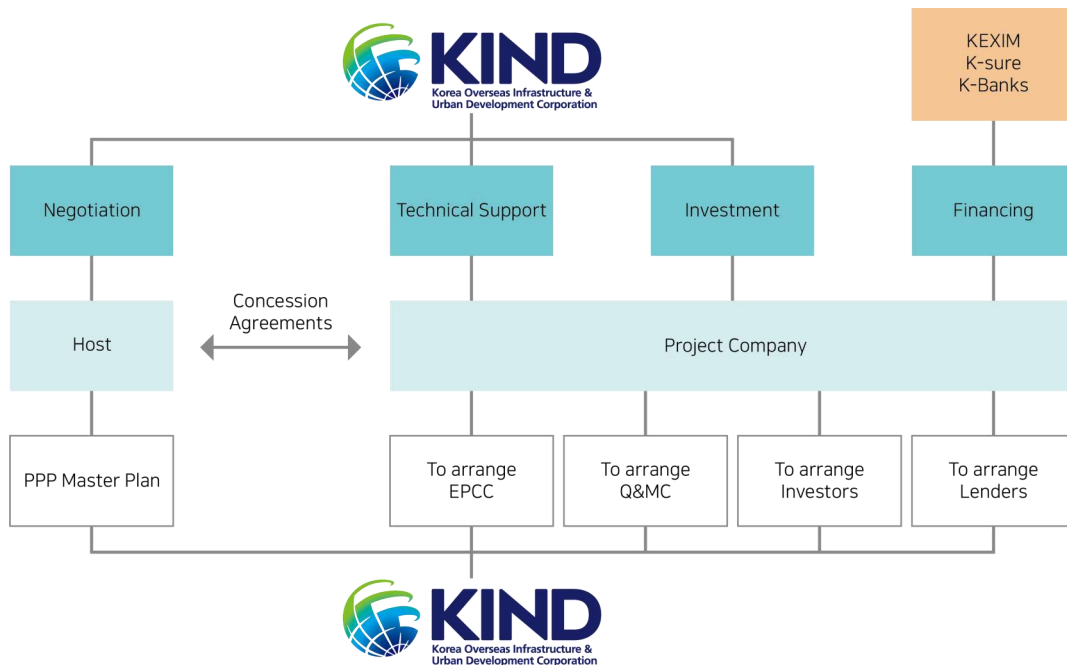 KIND
Korea Overseas Infrastructure &
Urban Development Corporation
KEXIM
K-sure
K-Banks
Negotiation
Technical Support
Investment
Financing
Concession
Agreements
Host
Project Company
PPP Master Plan
To arrange
EPCC
To arrange
Q&MC
To arrange
Investors
To arrange
Lenders
KIND
Korea Overseas Infrastructure &
Urban Development Corporation